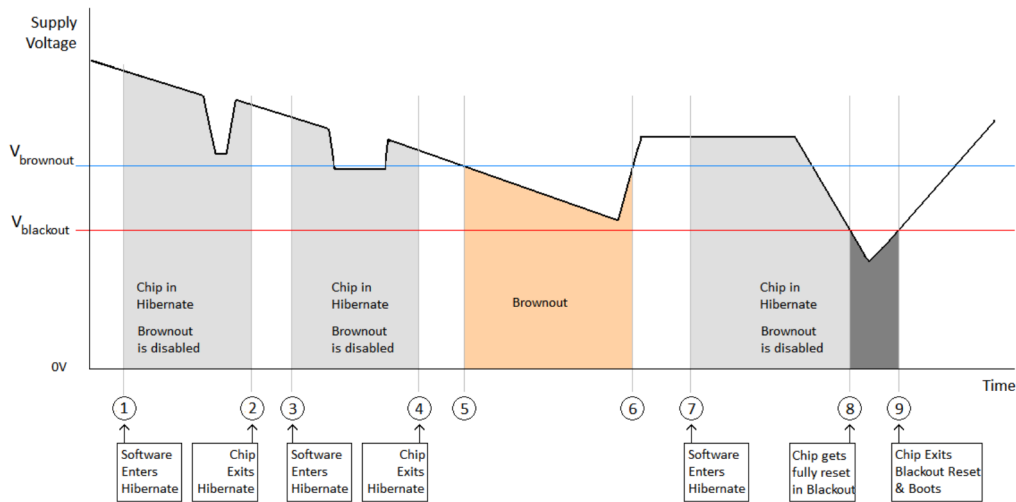 Supply
Voltage
Vbrownout
Vblackout
0V
Time
Chip in
Hibernate
Brownout
is disabled
Chip in
Hibernate
Brownout
is disabled
Brownout
Chip in
Hibernate
Brownout
is disabled
1 2 3 4 5 6 7 8 9
Software
Enters
Hibernate
Chip
Exits
Hibernate
Software
Enters
Hibernate
Chip
Exits
Hibernate
Software
Enters
Hibernate
Chip gets
fully reset
in Blackout
Chip Exits
Blackout Reset
& Boots